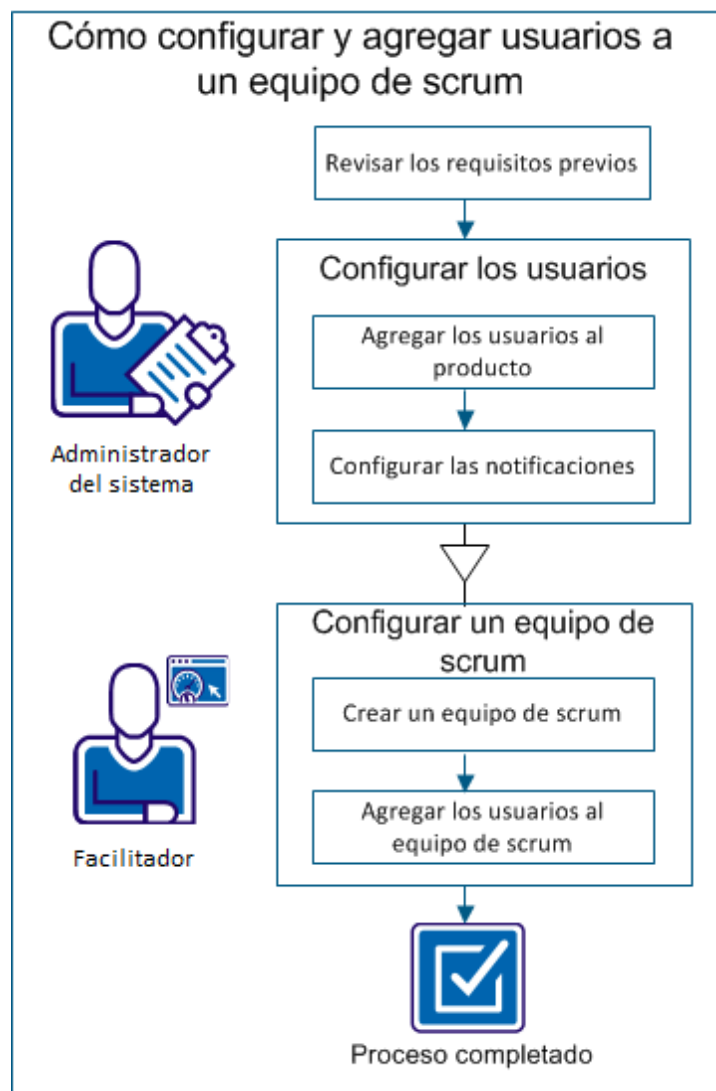 Cómo configurar y agregar usuarios a
un equipo de scrum
Revisar los requisitos previos
Configurar los usuarios
Agregar los usuarios al
producto
Configurar las notificaciones
Administrador
del sistema
Configurar un equipo de
scrum
Crear un equipo de scrum
Agregar los usuarios al
equipo de scrum
Facilitador
Proceso completado